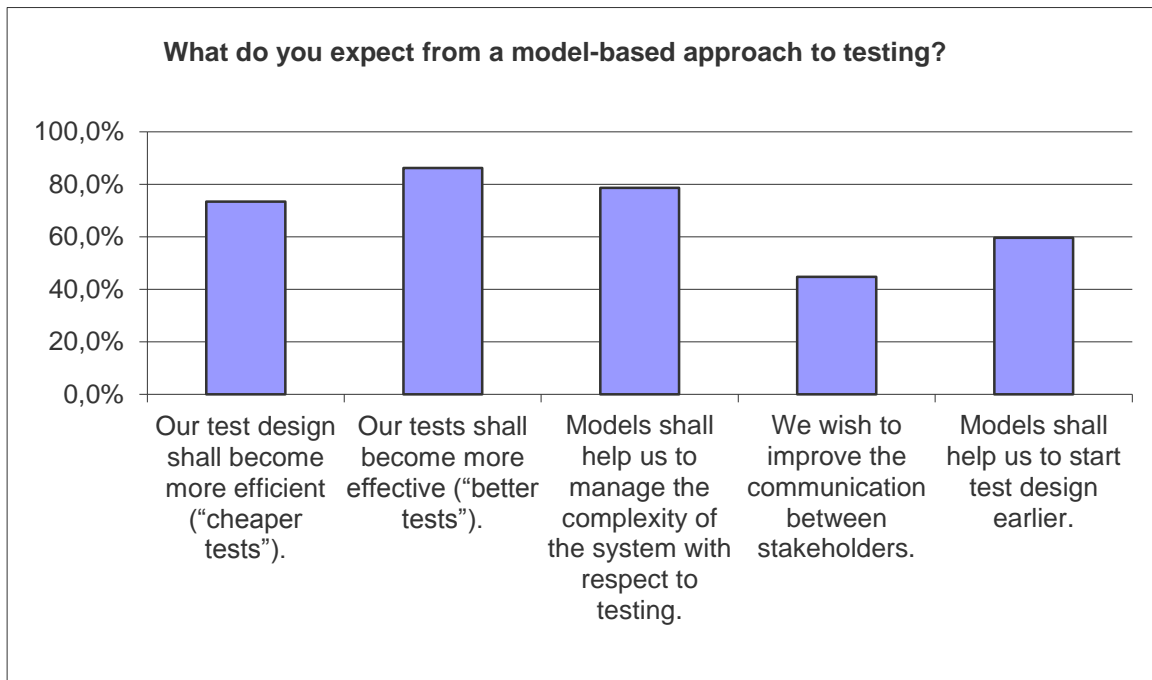 What do you expect from a model-based approach to testing?
100,0%
80,0%
60,0%
40,0%
20,0%
0,0%
Our test design
shall become
more efficient
(“cheaper
tests”).
Our tests shall
become more
effective (“better
tests”).
Models shall
help us to
manage the
complexity of
the system with
respect to
testing.
We wish to
improve the
communication
between
stakeholders.
Models shall
help us to start
test design
earlier.